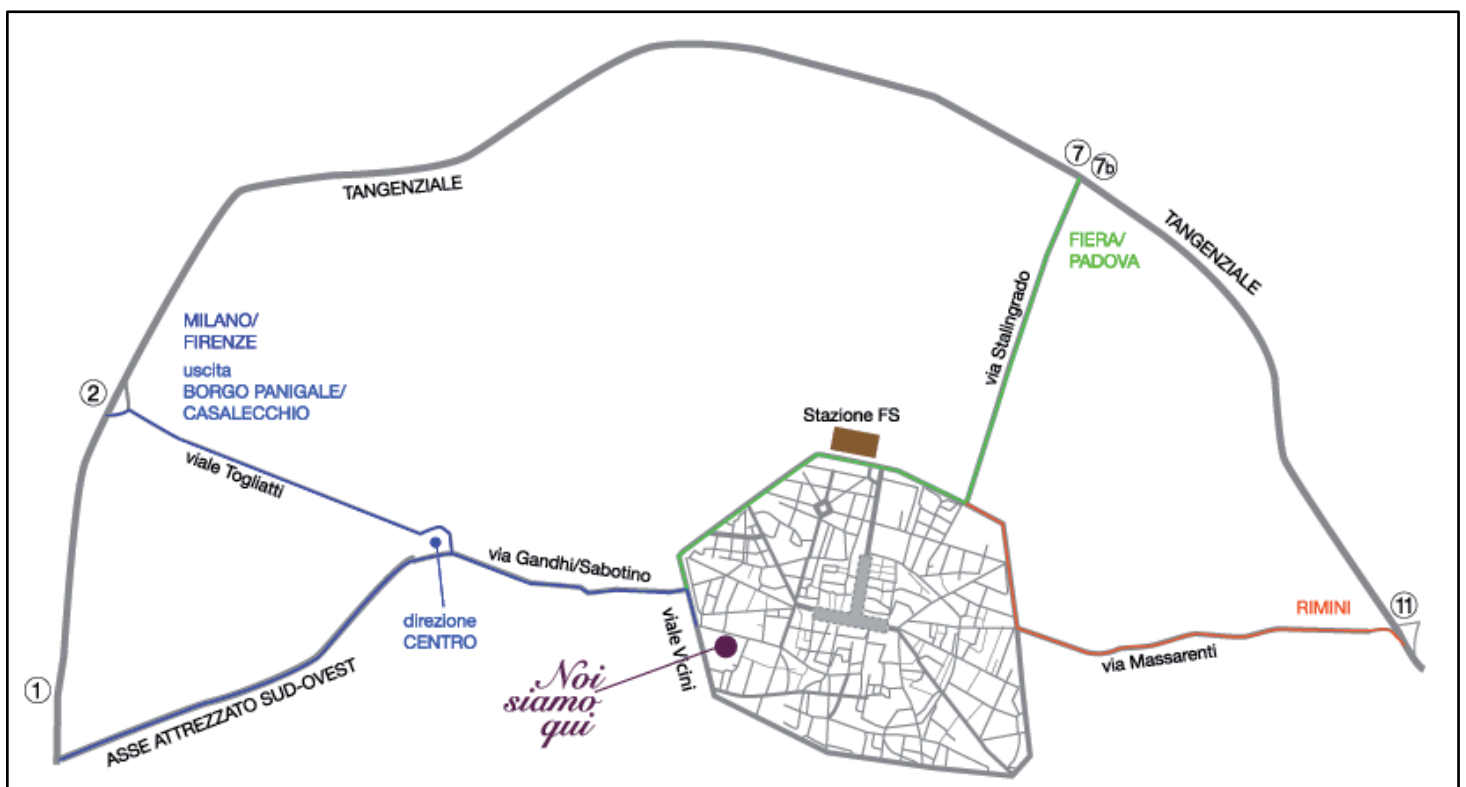 7
7b
TANGENZIALE
TANGENZIALE
FIERA/
PADOVA
via Stalingrado
MILANO/
FIRENZE
uscita
BORGO PANIGALE/
CASALECCHIO
2
viale Togliatti
Stazione FS
via Gandhi/Sabotino
direzione
CENTRO
viale Vicini
RIMINI
11
via Massarenti
Noi
siamo
qui
1
ASSE ATTREZZATO SUD-OVEST